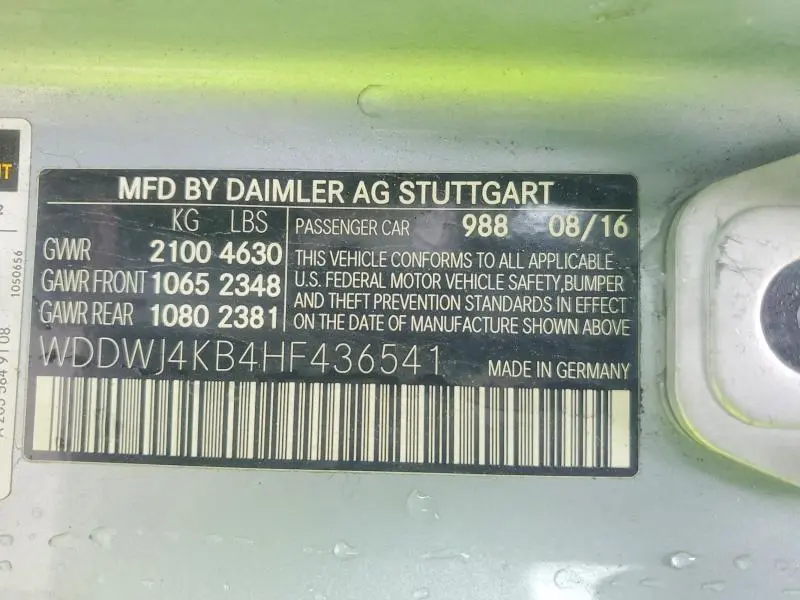 MFD BY DAIMLER AG STUTTGART
KG LBS
GVWR 2100 4630
GAWR FRONT 1065 2348
GAWR REAR 1080 2381
PASSENGER CAR 988 08/16
THIS VEHICLE CONFORMS TO ALL APPLICABLE
U.S. FEDERAL MOTOR VEHICLE SAFETY,BUMPER
AND THEFT PREVENTION STANDARDS IN EFFECT
ON THE DATE OF MANUFACTURE SHOWN ABOVE
WDDWJ4KB4HF436541 MADE IN GERMANY
1050656